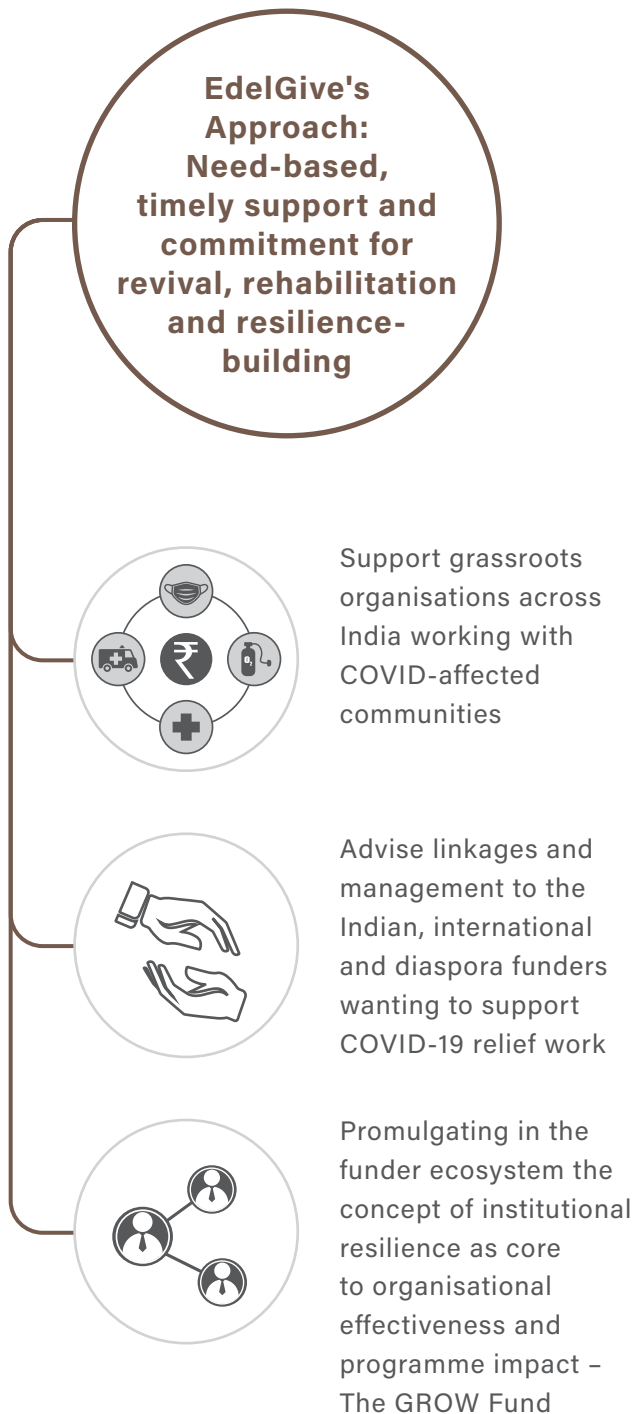 EdelGive's
Approach:
Need-based,
timely support and
commitment for
revival, rehabilitation
and resilience-
building
₹
O₂
Support grassroots
organisations across
India working with
COVID-affected
communities
Advise linkages and
management to the
Indian, international
and diaspora funders
wanting to support
COVID-19 relief work
Promulgating in the
funder ecosystem the
concept of institutional
resilience as core
to organisational
effectiveness and
programme impact –
The GROW Fund